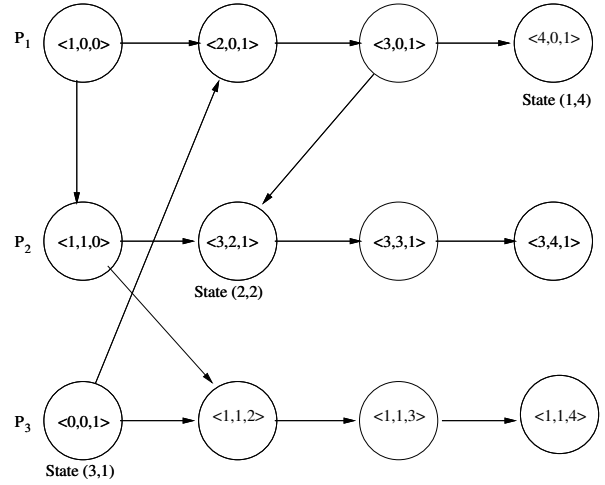 P1 <1,0,0> <2,0,1> <3,0,1> <4,0,1>
State (1,4)
P2 <1,1,0> <3,2,1> <3,3,1> <3,4,1>
State (2,2)
P3 <0,0,1> <1,1,2> <1,1,3> <1,1,4>
State (3,1)